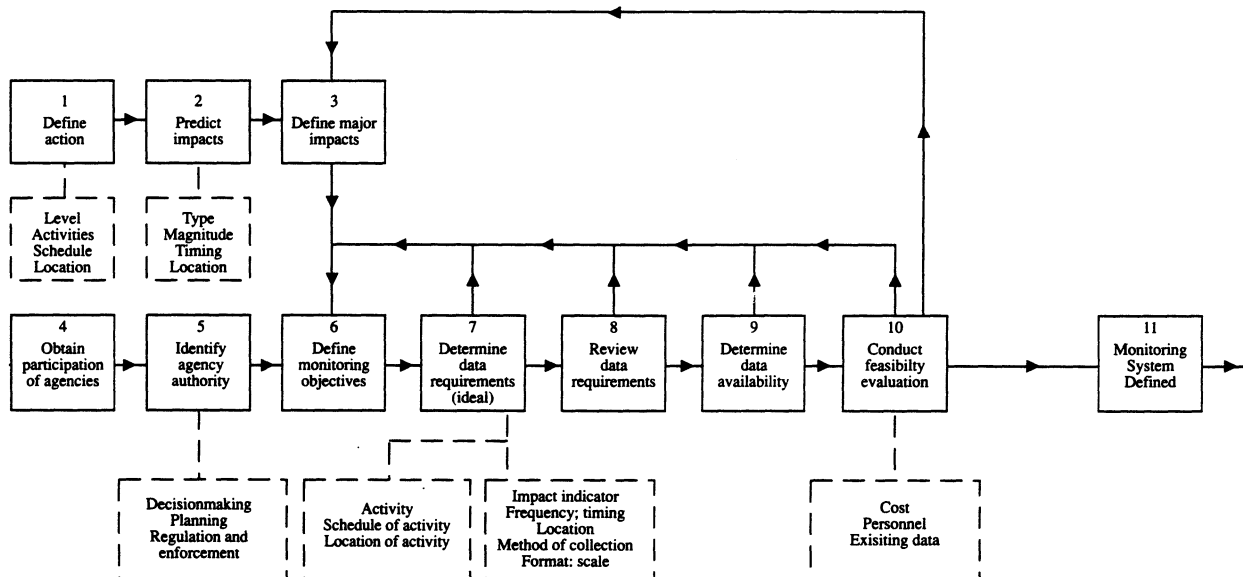 1
Define
action
2
Predict
impacts
3
Define major
impacts
Level
Activities
Schedule
Location
Type
Magnitude
Timing
Location
4
Obtain
participation
of agencies
5
Identify
agency
authority
6
Define
monitoring
objectives
7
Determine
data
requirements
(ideal)
8
Review
data
requirements
9
Determine
data
availability
10
Conduct
feasibilty
evaluation
11
Monitoring
System
Defined
Decisionmaking
Planning
Regulation and
enforcement
Activity
Schedule of activity
Location of activity
Impact indicator
Frequency; timing
Location
Method of collection
Format: scale
Cost
Personnel
Exisiting data